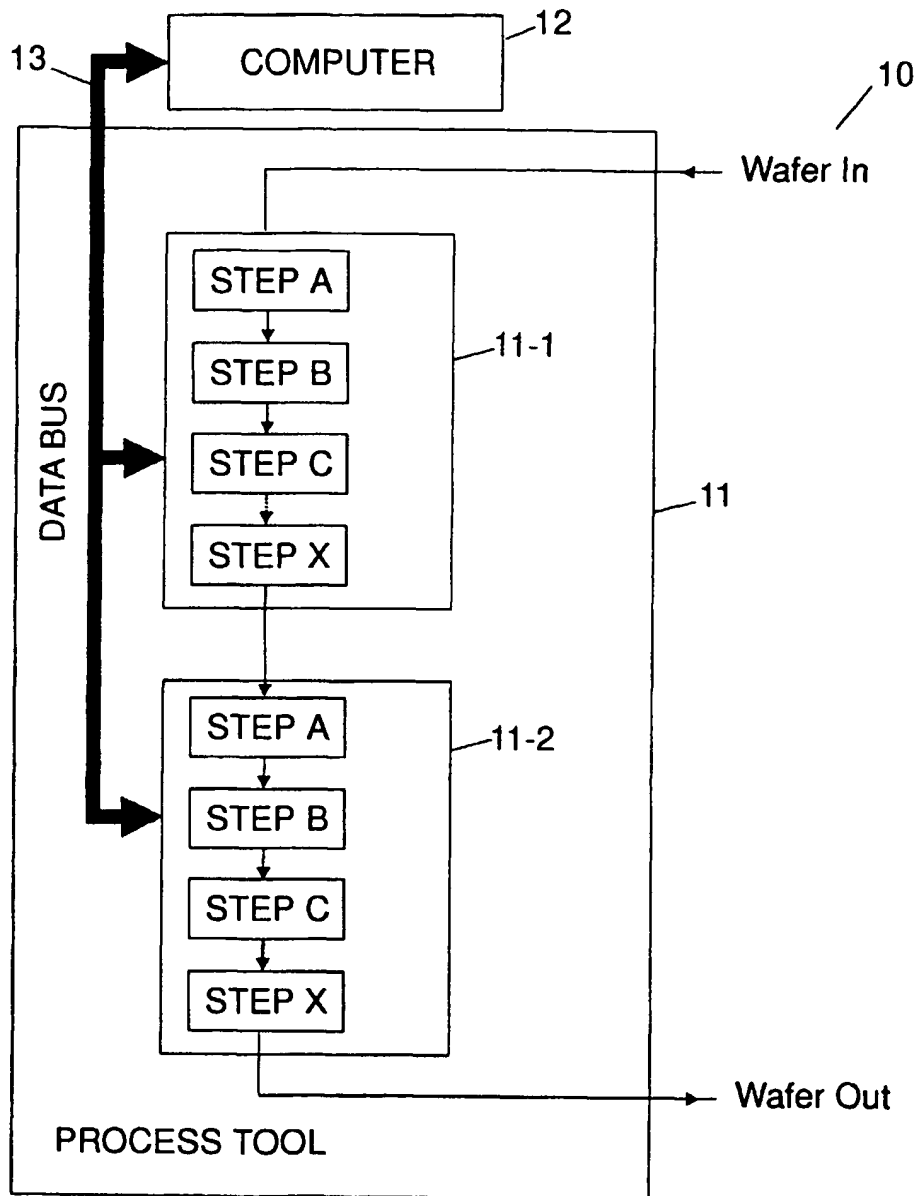 13
COMPUTER
12
10
Wafer In
STEP A
STEP B
11-1
STEP C
STEP X
DATA BUS
11
STEP A
11-2
STEP B
STEP C
STEP X
Wafer Out
PROCESS TOOL